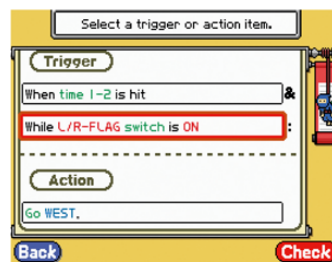 Select a trigger or action item.
Trigger
When time 1-2 is hit &
While L/R-FLAG switch is ON :
Action
Go WEST.
Back
Check